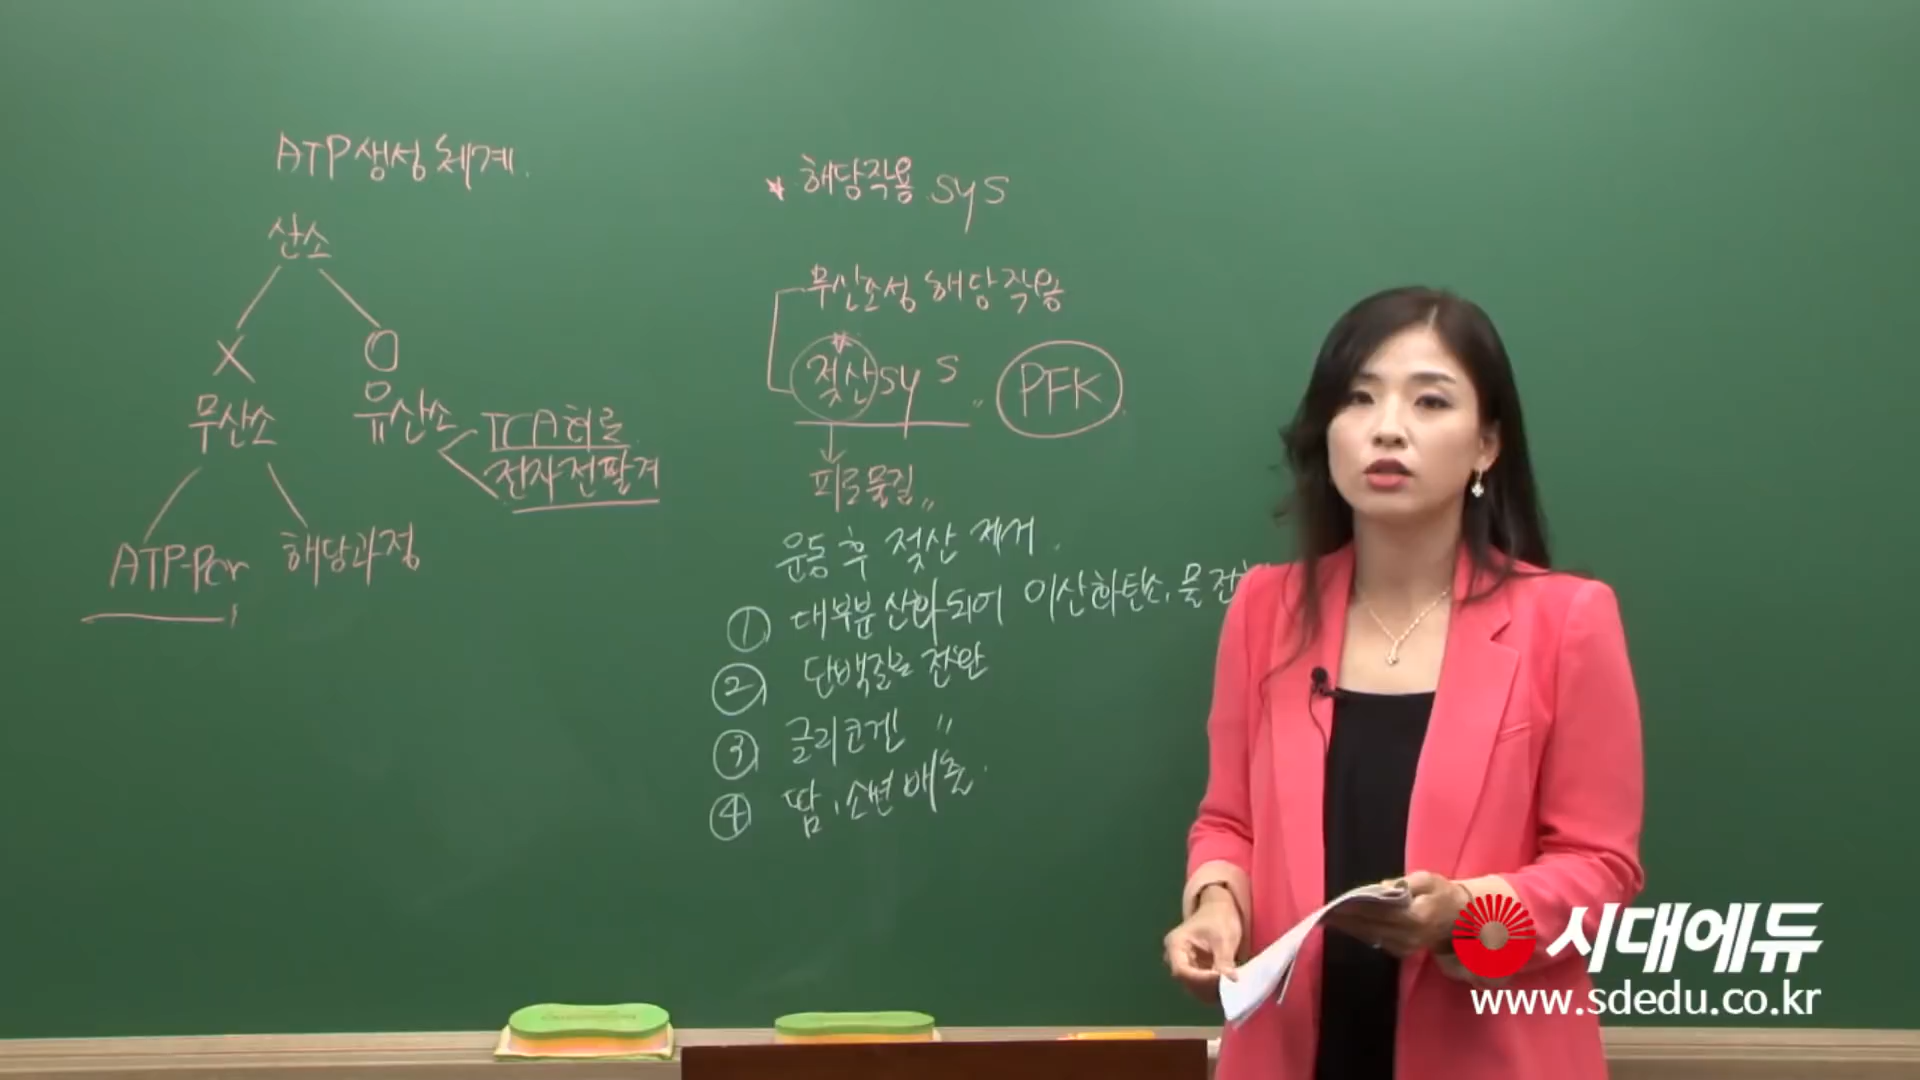 ATP생성체계.
산소
X O
무산소 유산소
TCA회로
전자전달계
ATP-Pcr 해당과정
* 해당작용 sys
무산소성 해당작용
젖산 sys PFK
피로물질
운동 후 젖산 제거.
① 대부분 산화되어 이산화탄소, 물 전환
② 단백질로 전환
③ 글리코겐 〃
④ 땀, 소변 배출.
시대에듀
www.sdedu.co.kr